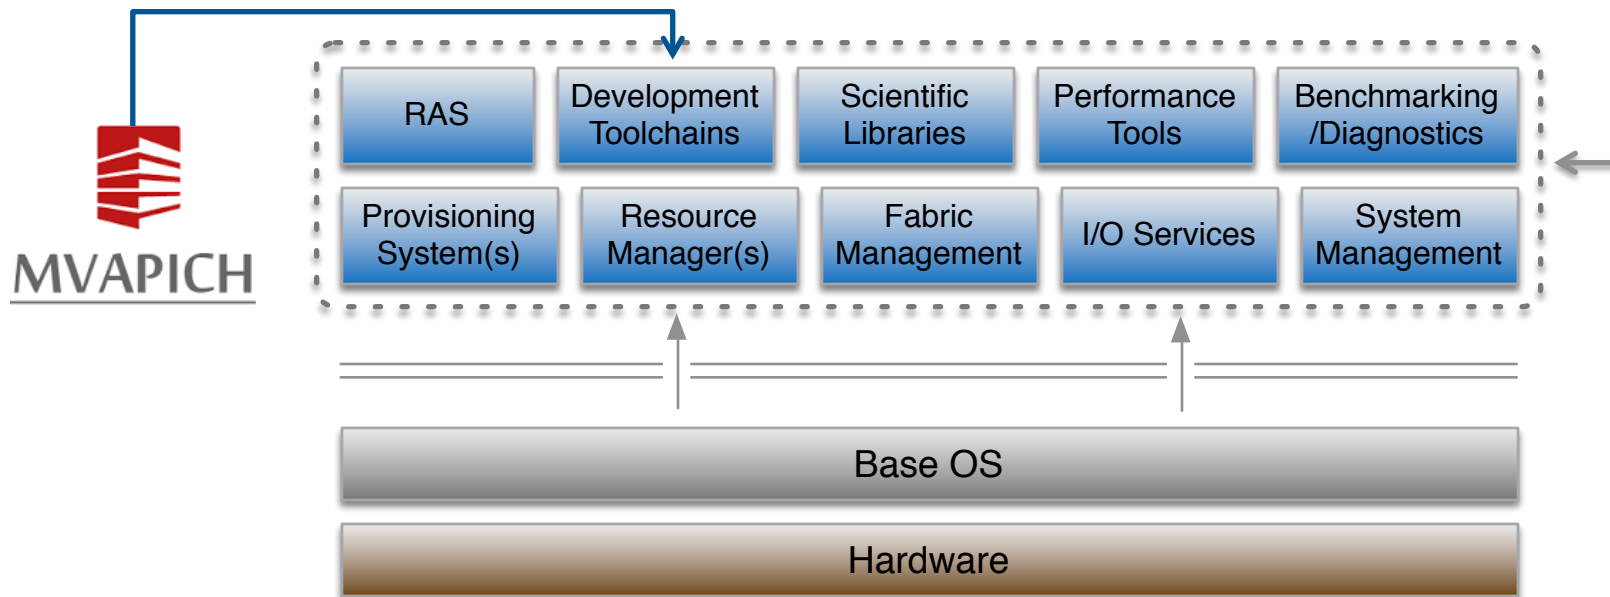 RAS
Development
Toolchains
Scientific
Libraries
Performance
Tools
Benchmarking
/Diagnostics
MVAPICH
Provisioning
System(s)
Resource
Manager(s)
Fabric
Management
I/O Services
System
Management
Base OS
Hardware